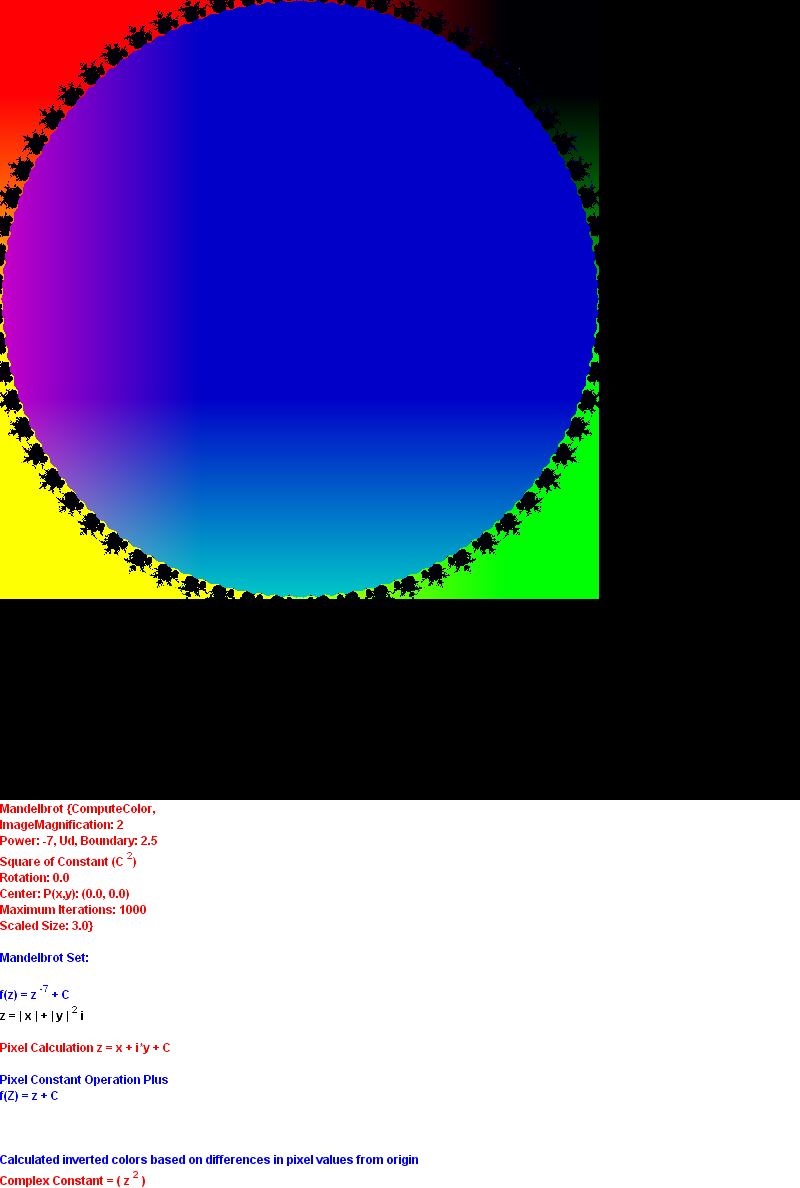 Mandelbrot {ComputeColor,
ImageMagnification: 2
Power: -7, Ud, Boundary: 2.5
Square of Constant (C 2)
Rotation: 0.0
Center: P(x,y): (0.0, 0.0)
Maximum Iterations: 1000
Scaled Size: 3.0}
Mandelbrot Set:
f(z) = z -7 + C
z = | x | + | y | 2 i
Pixel Calculation z = x + i*y + C
Pixel Constant Operation Plus
f(Z) = z + C
Calculated inverted colors based on differences in pixel values from origin
Complex Constant = ( z 2 )